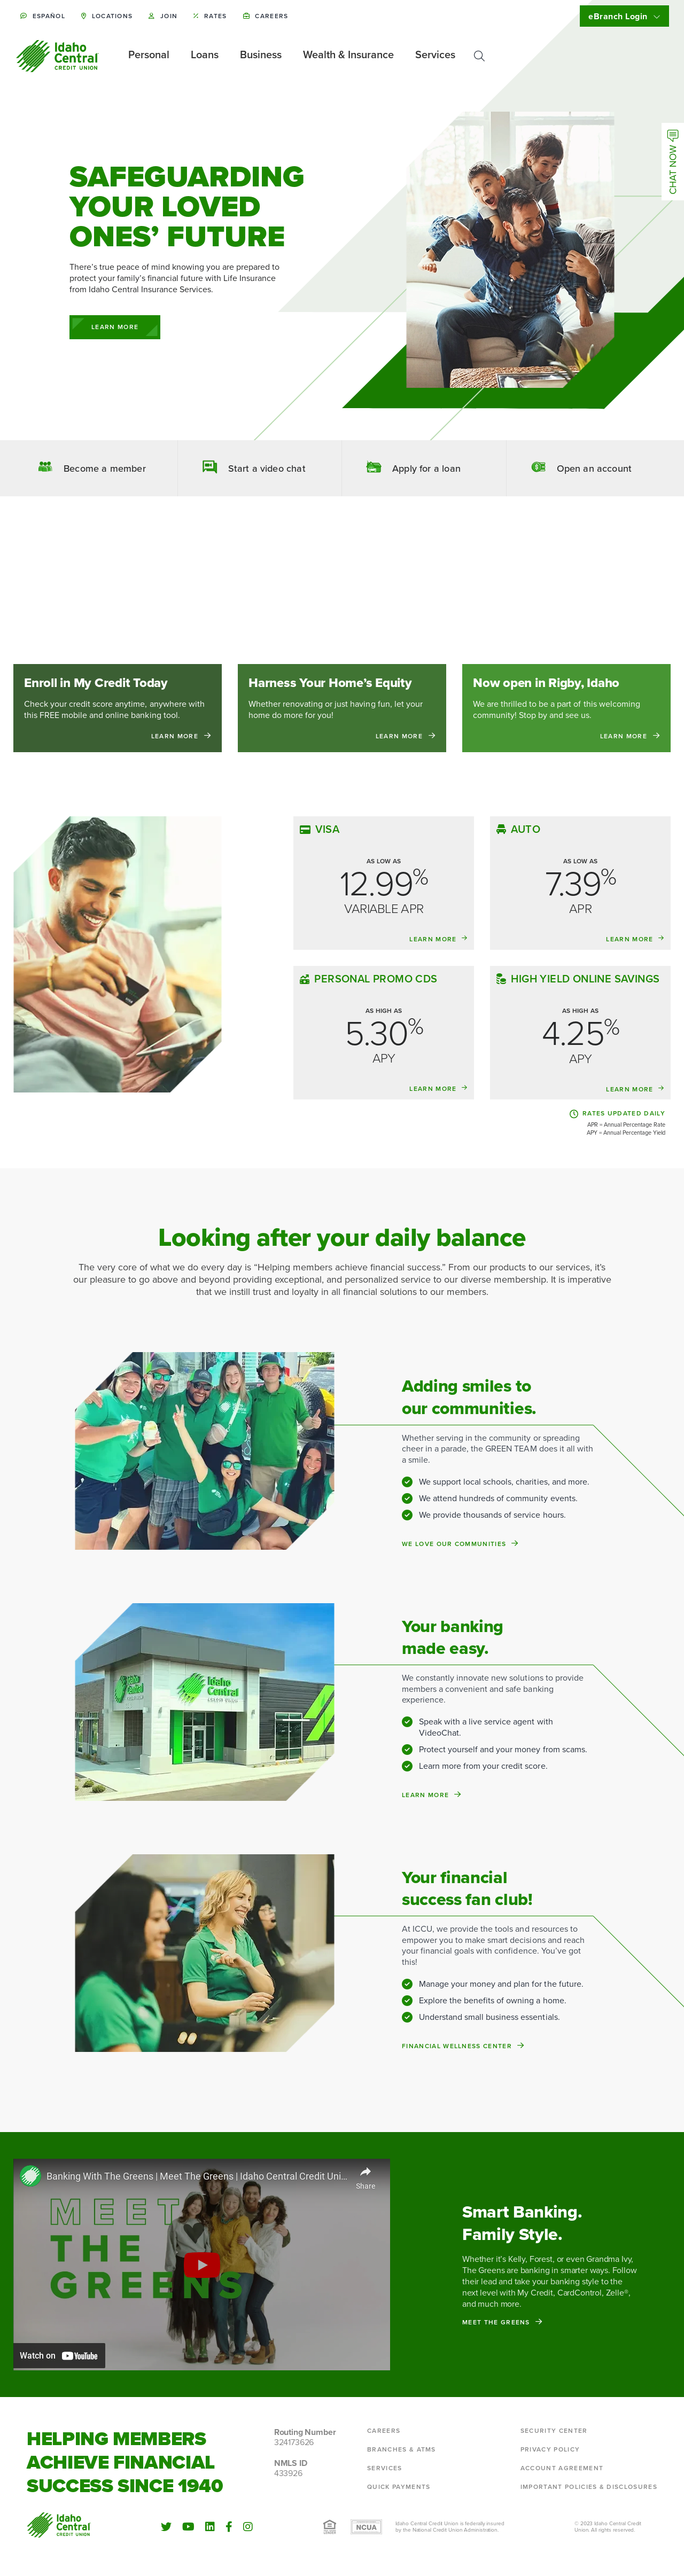 ESPAÑOL
LOCATIONS
JOIN
RATES
CAREERS
eBranch Login
Idaho
Central
CREDIT UNION
Personal
Loans
Business
Wealth & Insurance
Services
CHAT NOW
SAFEGUARDING
YOUR LOVED
ONES’ FUTURE
There’s true peace of mind knowing you are prepared to
protect your family’s financial future with Life Insurance
from Idaho Central Insurance Services.
LEARN MORE
Become a member
Start a video chat
Apply for a loan
Open an account
Enroll in My Credit Today
Check your credit score anytime, anywhere with
this FREE mobile and online banking tool.
LEARN MORE
Harness Your Home’s Equity
Whether renovating or just having fun, let your
home do more for you!
LEARN MORE
Now open in Rigby, Idaho
We are thrilled to be a part of this welcoming
community! Stop by and see us.
LEARN MORE
VISA
AS LOW AS
12.99%
VARIABLE APR
LEARN MORE
AUTO
AS LOW AS
7.39%
APR
LEARN MORE
PERSONAL PROMO CDS
AS HIGH AS
5.30%
APY
LEARN MORE
HIGH YIELD ONLINE SAVINGS
AS HIGH AS
4.25%
APY
LEARN MORE
RATES UPDATED DAILY
APR = Annual Percentage Rate
APY = Annual Percentage Yield
Looking after your daily balance
The very core of what we do every day is “Helping members achieve financial success.” From our products to our services, it’s
our pleasure to go above and beyond providing exceptional, and personalized service to our diverse membership. It is imperative
that we instill trust and loyalty in all financial solutions to our members.
Adding smiles to
our communities.
Whether serving in the community or spreading
cheer in a parade, the GREEN TEAM does it all with
a smile.
We support local schools, charities, and more.
We attend hundreds of community events.
We provide thousands of service hours.
WE LOVE OUR COMMUNITIES
Idaho
Central
Idaho
Central
Credit Union
Your banking
made easy.
We constantly innovate new solutions to provide
members a convenient and safe banking
experience.
Speak with a live service agent with
VideoChat.
Protect yourself and your money from scams.
Learn more from your credit score.
LEARN MORE
Your financial
success fan club!
At ICCU, we provide the tools and resources to
empower you to make smart decisions and reach
your financial goals with confidence. You’ve got
this!
Manage your money and plan for the future.
Explore the benefits of owning a home.
Understand small business essentials.
FINANCIAL WELLNESS CENTER
Banking With The Greens | Meet The Greens | Idaho Central Credit Uni...
Share
MEET
THE
GREENS
Watch on YouTube
Smart Banking.
Family Style.
Whether it’s Kelly, Forest, or even Grandma Ivy,
The Greens are banking in smarter ways. Follow
their lead and take your banking style to the
next level with My Credit, CardControl, Zelle®,
and much more.
MEET THE GREENS
HELPING MEMBERS
ACHIEVE FINANCIAL
SUCCESS SINCE 1940
Routing Number
324173626
NMLS ID
433926
CAREERS
BRANCHES & ATMS
SERVICES
QUICK PAYMENTS
SECURITY CENTER
PRIVACY POLICY
ACCOUNT AGREEMENT
IMPORTANT POLICIES & DISCLOSURES
Idaho
Central
CREDIT UNION
NCUA
Idaho Central Credit Union is federally insured
by the National Credit Union Administration.
© 2023 Idaho Central Credit
Union. All rights reserved.